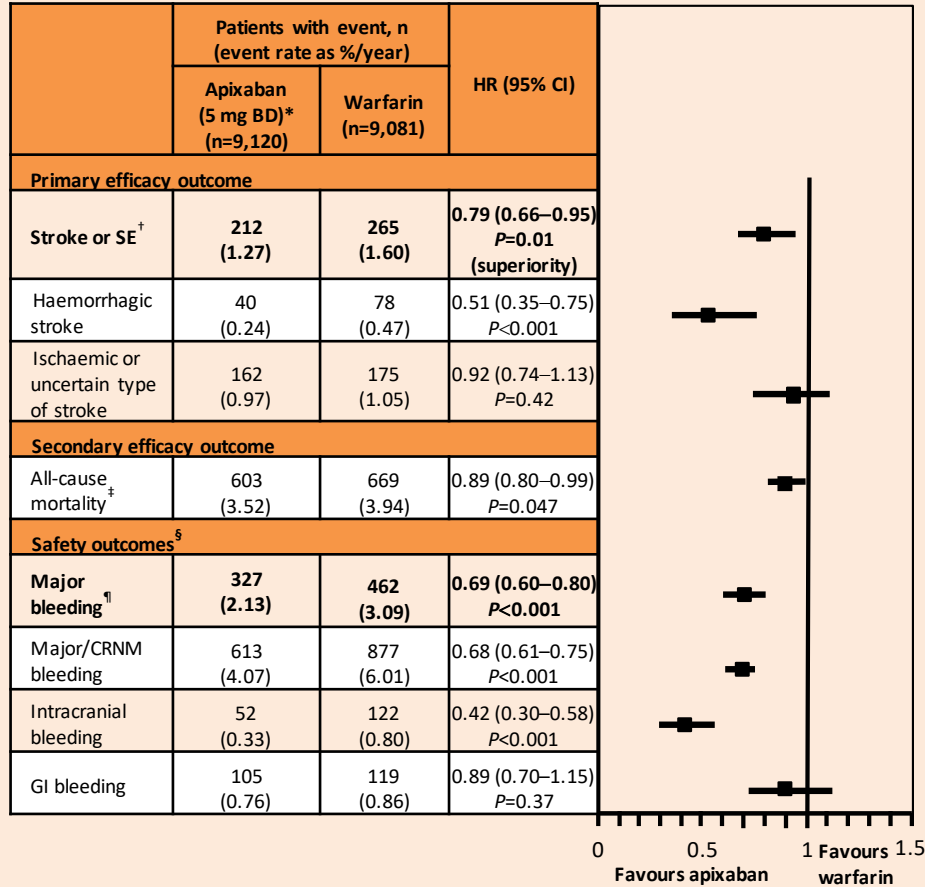 Patients with event, n
(event rate as %/year)
HR (95% CI)
Apixaban
(5 mg BD)*
(n=9,120)
Warfarin
(n=9,081)
Primary efficacy outcome
Stroke or SE†
212
(1.27)
265
(1.60)
0.79 (0.66–0.95)
P=0.01
(superiority)
Haemorrhagic
stroke
40
(0.24)
78
(0.47)
0.51 (0.35–0.75)
P<0.001
Ischaemic or
uncertain type
of stroke
162
(0.97)
175
(1.05)
0.92 (0.74–1.13)
P=0.42
Secondary efficacy outcome
All-cause
mortality‡
603
(3.52)
669
(3.94)
0.89 (0.80–0.99)
P=0.047
Safety outcomes§
Major
bleeding¶
327
(2.13)
462
(3.09)
0.69 (0.60–0.80)
P<0.001
Major/CRNM
bleeding
613
(4.07)
877
(6.01)
0.68 (0.61–0.75)
P<0.001
Intracranial
bleeding
52
(0.33)
122
(0.80)
0.42 (0.30–0.58)
P<0.001
GI bleeding
105
(0.76)
119
(0.86)
0.89 (0.70–1.15)
P=0.37
0 0.5 1 1.5
Favours apixaban
Favours
warfarin